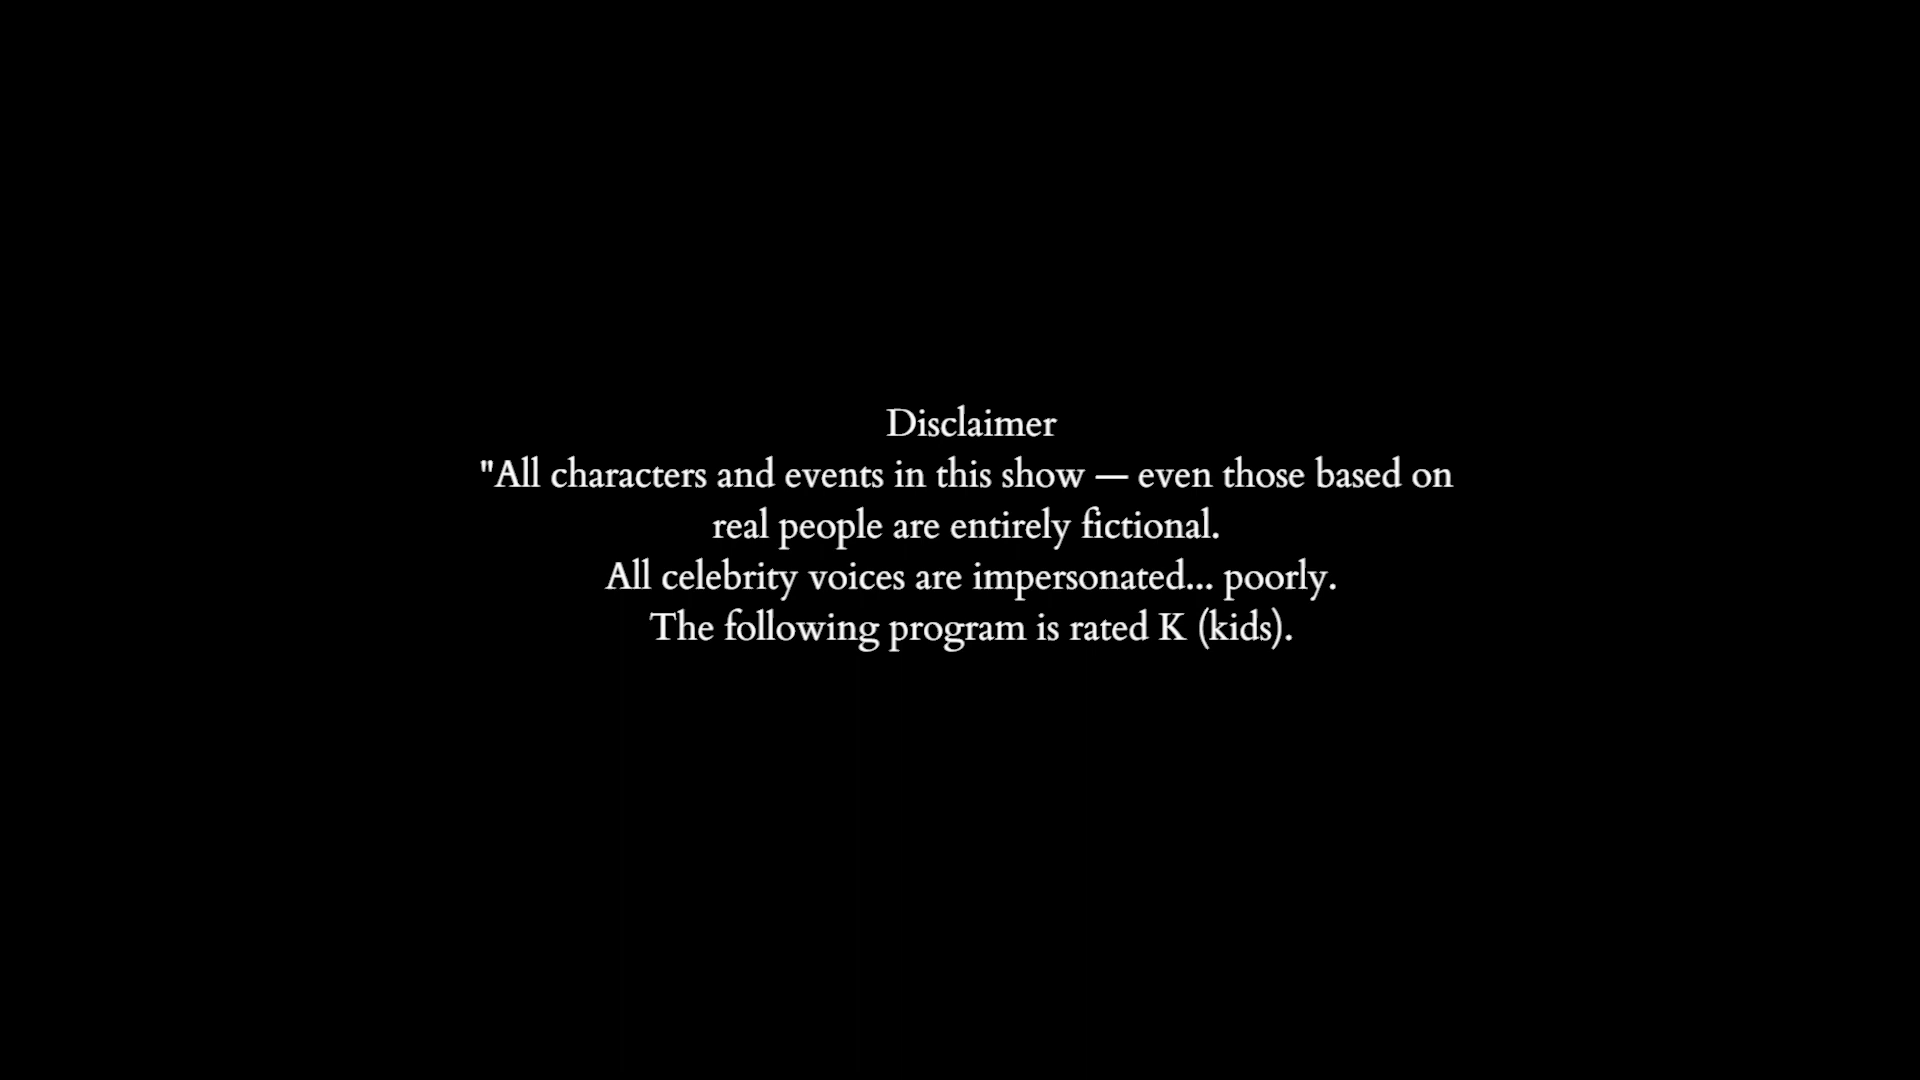 Disclaimer
"All characters and events in this show — even those based on
real people are entirely fictional.
All celebrity voices are impersonated... poorly.
The following program is rated K (kids).